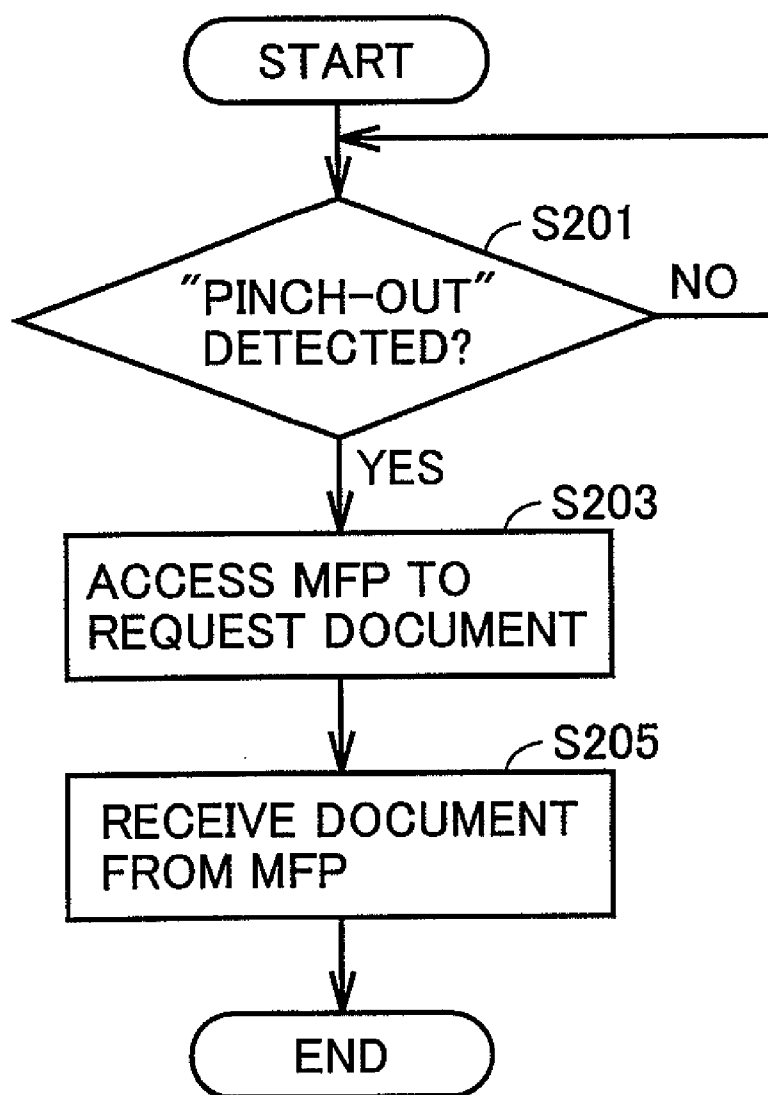 START
S201
"PINCH-OUT"
DETECTED?
NO
YES
S203
ACCESS MFP TO
REQUEST DOCUMENT
S205
RECEIVE DOCUMENT
FROM MFP
END